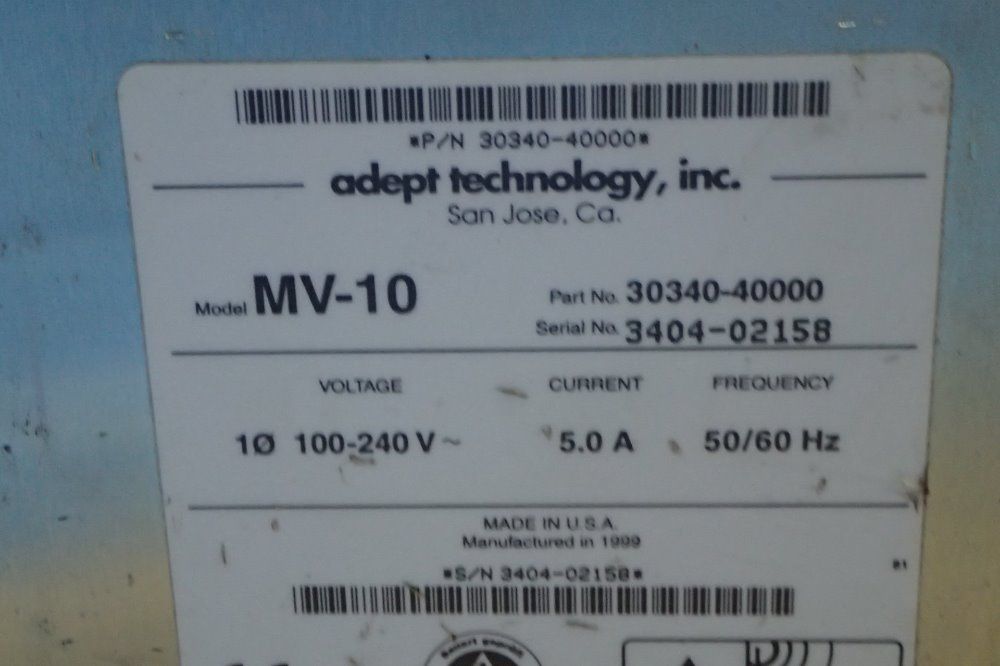 *P/N 30340-40000*
adept technology, inc.
San Jose, Ca.
Model MV-10
Part No. 30340-40000
Serial No. 3404-02158
VOLTAGE CURRENT FREQUENCY
1Ø 100-240 V ~ 5.0 A 50/60 Hz
MADE IN U.S.A.
Manufactured in 1999
*S/N 3404-02158*